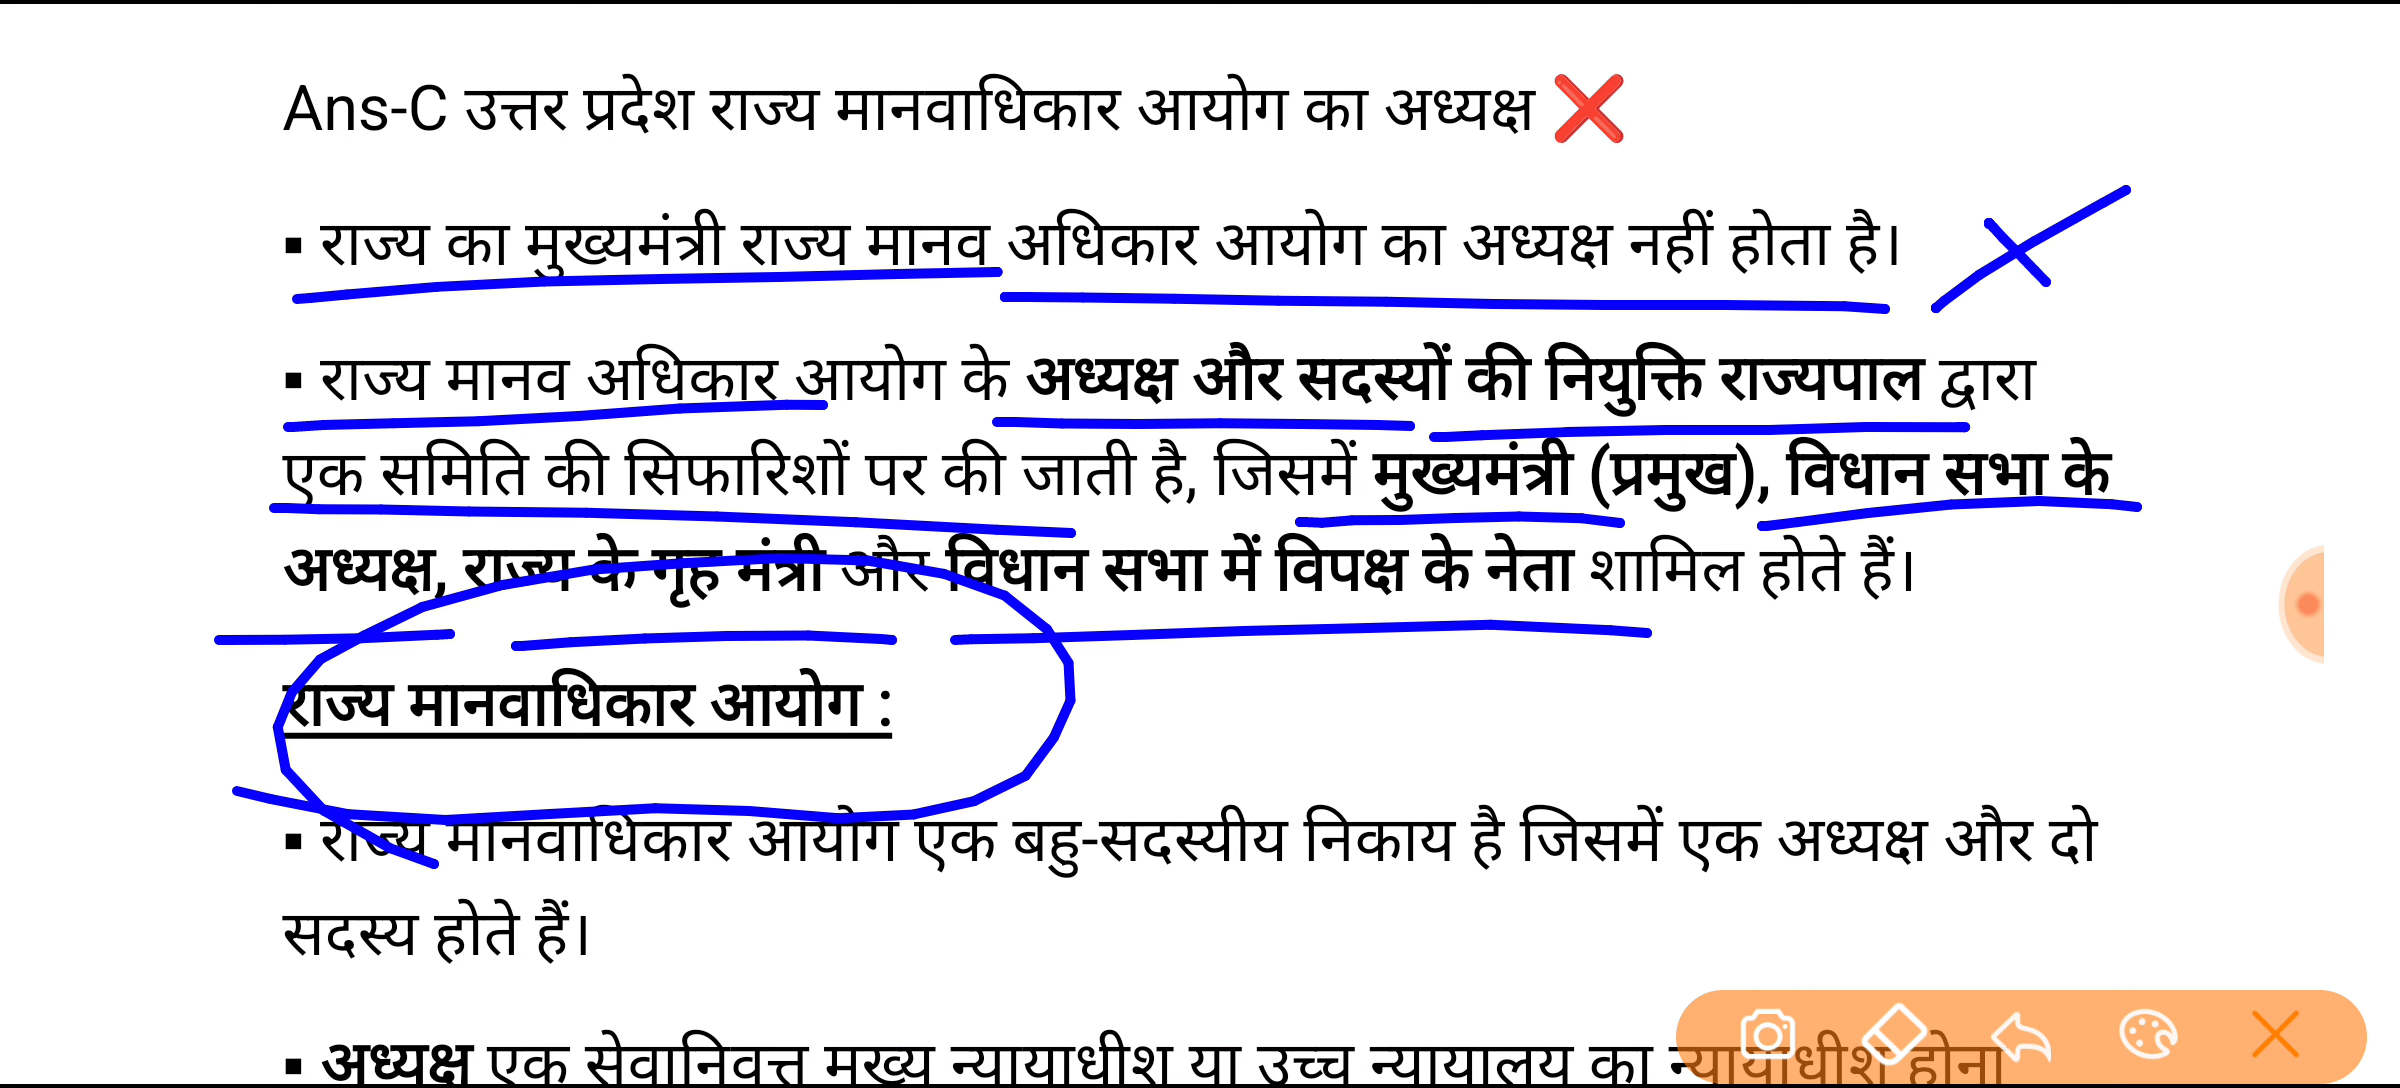 Ans-C उत्तर प्रदेश राज्य मानवाधिकार आयोग का अध्यक्ष ❌
▪ राज्य का मुख्यमंत्री राज्य मानव अधिकार आयोग का अध्यक्ष नहीं होता है।
▪ राज्य मानव अधिकार आयोग के अध्यक्ष और सदस्यों की नियुक्ति राज्यपाल द्वारा
एक समिति की सिफारिशों पर की जाती है, जिसमें मुख्यमंत्री (प्रमुख), विधान सभा के
अध्यक्ष, राज्य के गृह मंत्री और विधान सभा में विपक्ष के नेता शामिल होते हैं।
राज्य मानवाधिकार आयोग :
▪ राज्य मानवाधिकार आयोग एक बहु-सदस्यीय निकाय है जिसमें एक अध्यक्ष और दो
सदस्य होते हैं।
▪ अध्यक्ष एक सेवानिवृत्त मुख्य न्यायाधीश या उच्च न्यायालय का न्यायाधीश होना